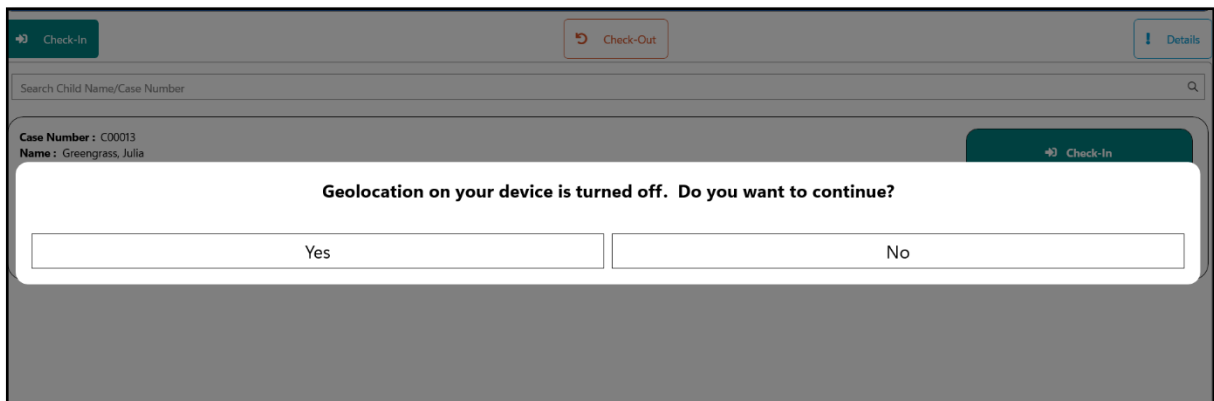 Check-In
Check-Out
Details
Search Child Name/Case Number
Case Number : C00013
Name : Greengrass, Julia
Check-In
Geolocation on your device is turned off. Do you want to continue?
Yes
No